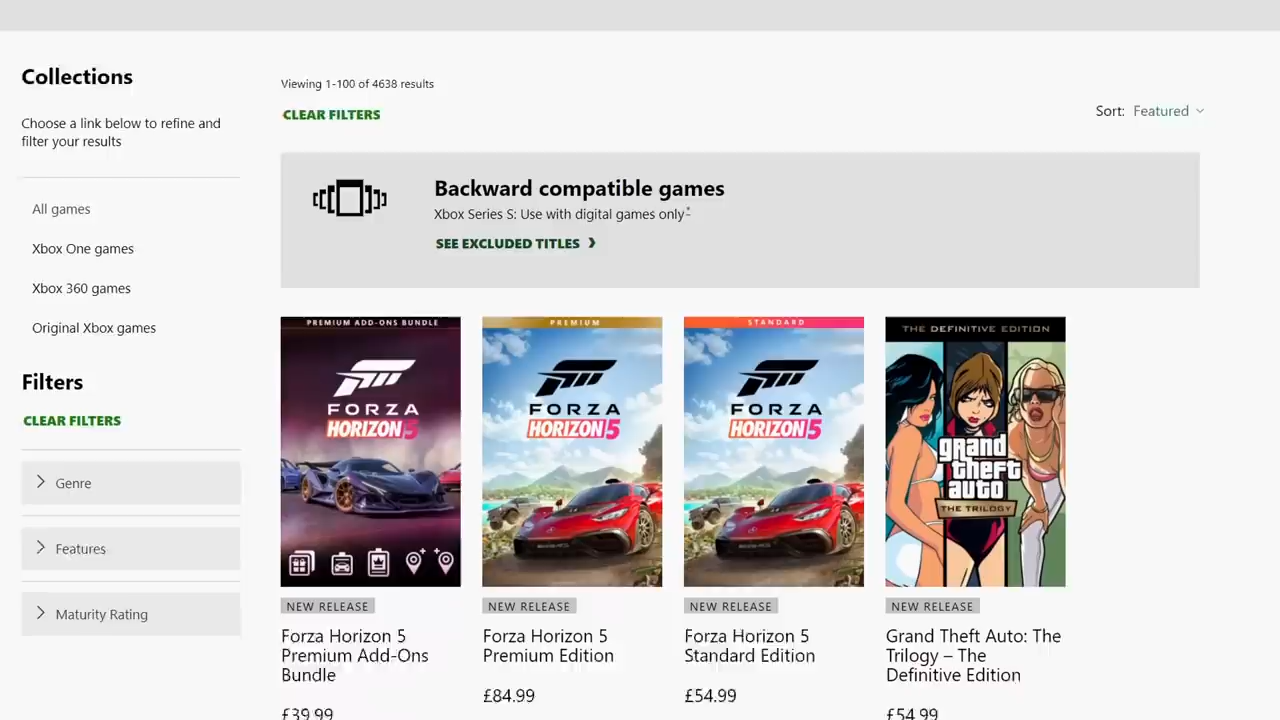 Collections
Choose a link below to refine and
filter your results
All games
Xbox One games
Xbox 360 games
Original Xbox games
Filters
CLEAR FILTERS
Genre
Features
Maturity Rating
Viewing 1-100 of 4638 results
CLEAR FILTERS
Sort: Featured
Backward compatible games
Xbox Series S: Use with digital games only*
SEE EXCLUDED TITLES
PREMIUM ADD-ONS BUNDLE
FORZA
HORIZON 5
NEW RELEASE
Forza Horizon 5
Premium Add-Ons
Bundle
£39.99
PREMIUM
FORZA
HORIZON 5
NEW RELEASE
Forza Horizon 5
Premium Edition
£84.99
STANDARD
FORZA
HORIZON 5
NEW RELEASE
Forza Horizon 5
Standard Edition
£54.99
THE DEFINITIVE EDITION
grand
theft
auto
THE TRILOGY
NEW RELEASE
Grand Theft Auto: The
Trilogy – The
Definitive Edition
£54.99